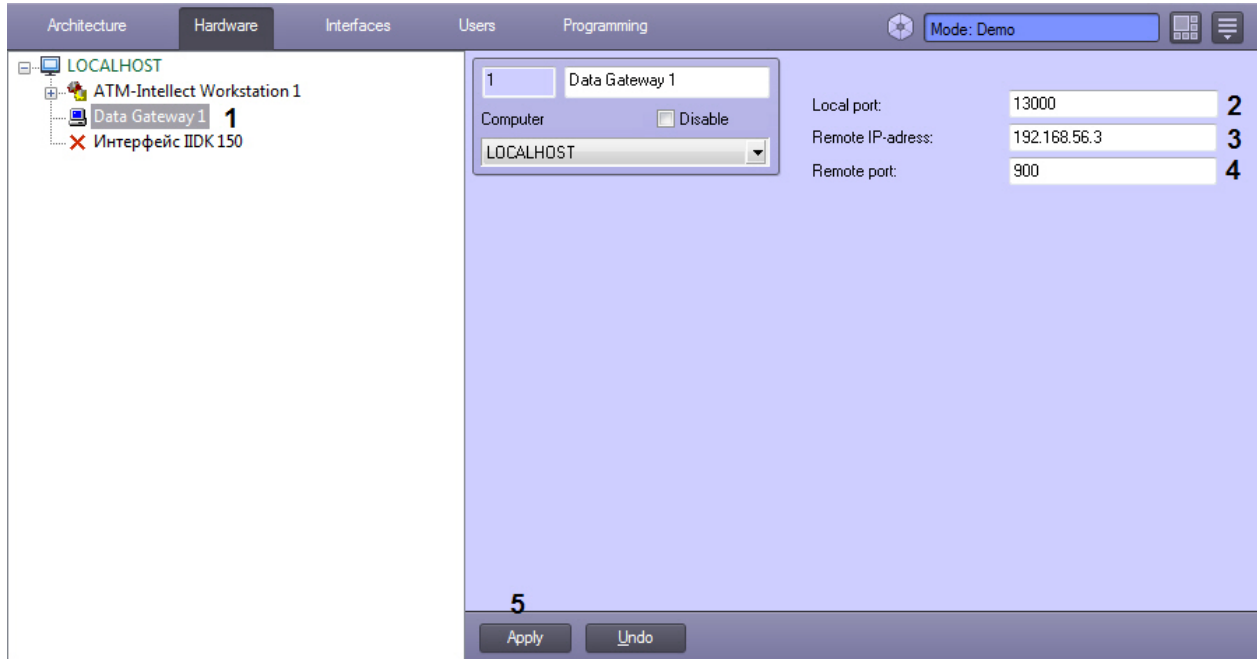 Architecture Hardware Interfaces Users Programming Mode: Demo
LOCALHOST
ATM-Intellect Workstation 1
Data Gateway 1 1
Интерфейс IIDK 150
1 Data Gateway 1
Computer Disable
LOCALHOST
Local port: 13000 2
Remote IP-adress: 192.168.56.3 3
Remote port: 900 4
5
Apply Undo